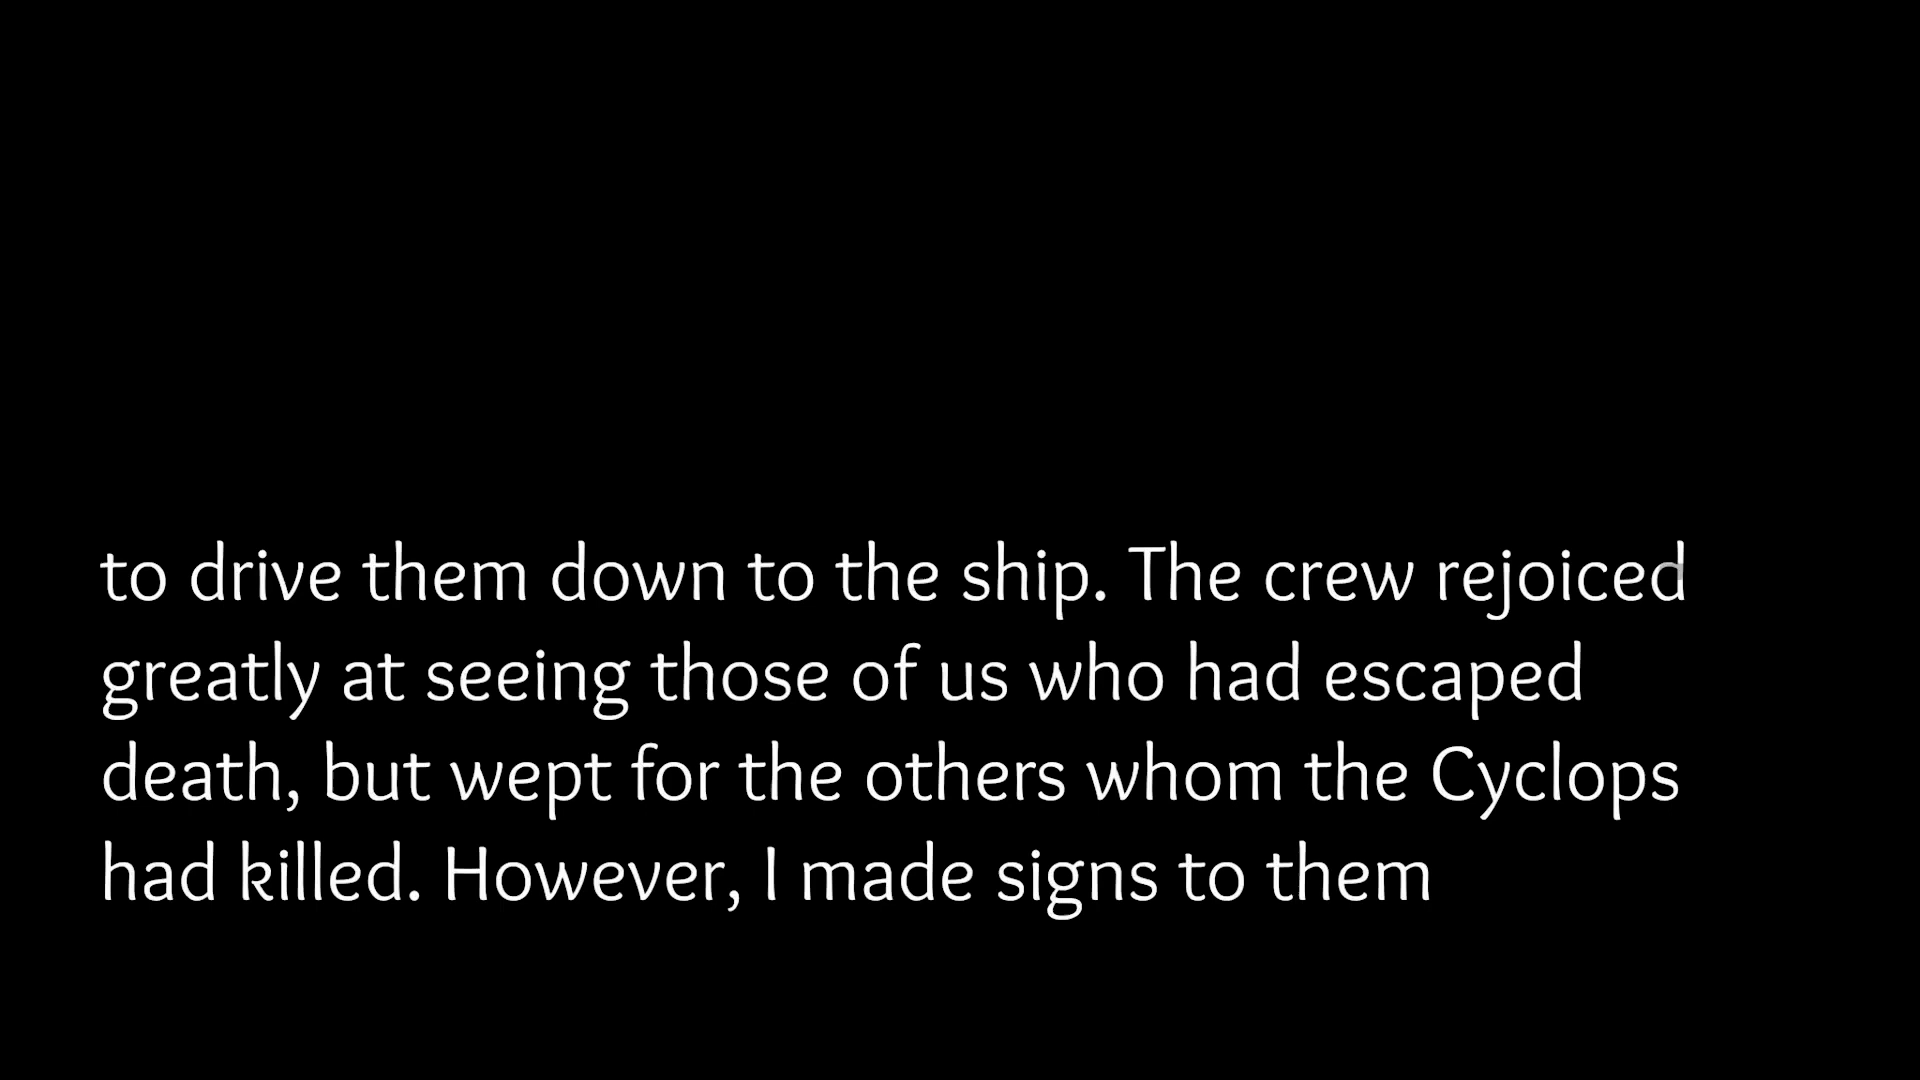 to drive them down to the ship. The crew rejoiced
greatly at seeing those of us who had escaped
death, but wept for the others whom the Cyclops
had killed. However, I made signs to them